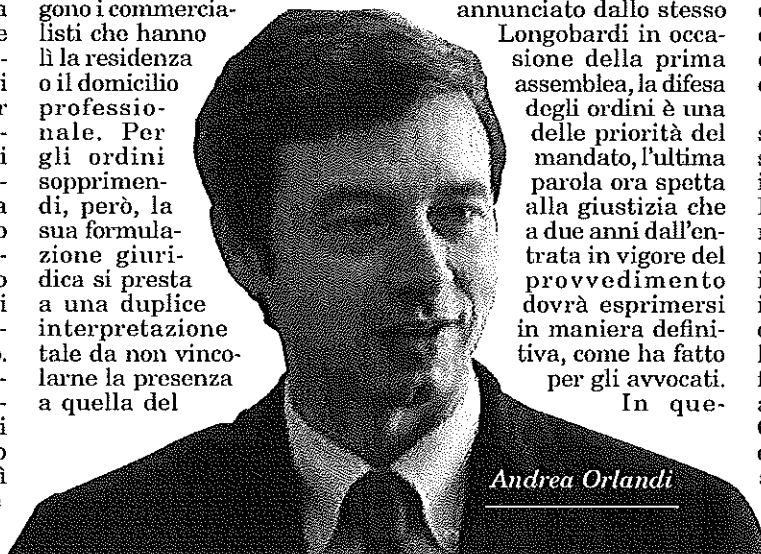 gono i commercia-
listi che hanno
lì la residenza
o il domicilio
professio-
nale. Per
gli ordini
sopprimen-
di, però, la
sua formula-
zione giuri-
dica si presta
a una duplice
interpretazione
tale da non vinco-
larne la presenza
a quella del
annunciato dallo stesso
Longobardi in occa-
sione della prima
assemblea, la difesa
degli ordini è una
delle priorità del
mandato, l'ultima
parola ora spetta
alla giustizia che
a due anni dall'en-
trata in vigore del
provvedimento
dovrà esprimersi
in maniera defini-
tiva, come ha fatto
per gli avvocati.
In que-
Andrea Orlandi